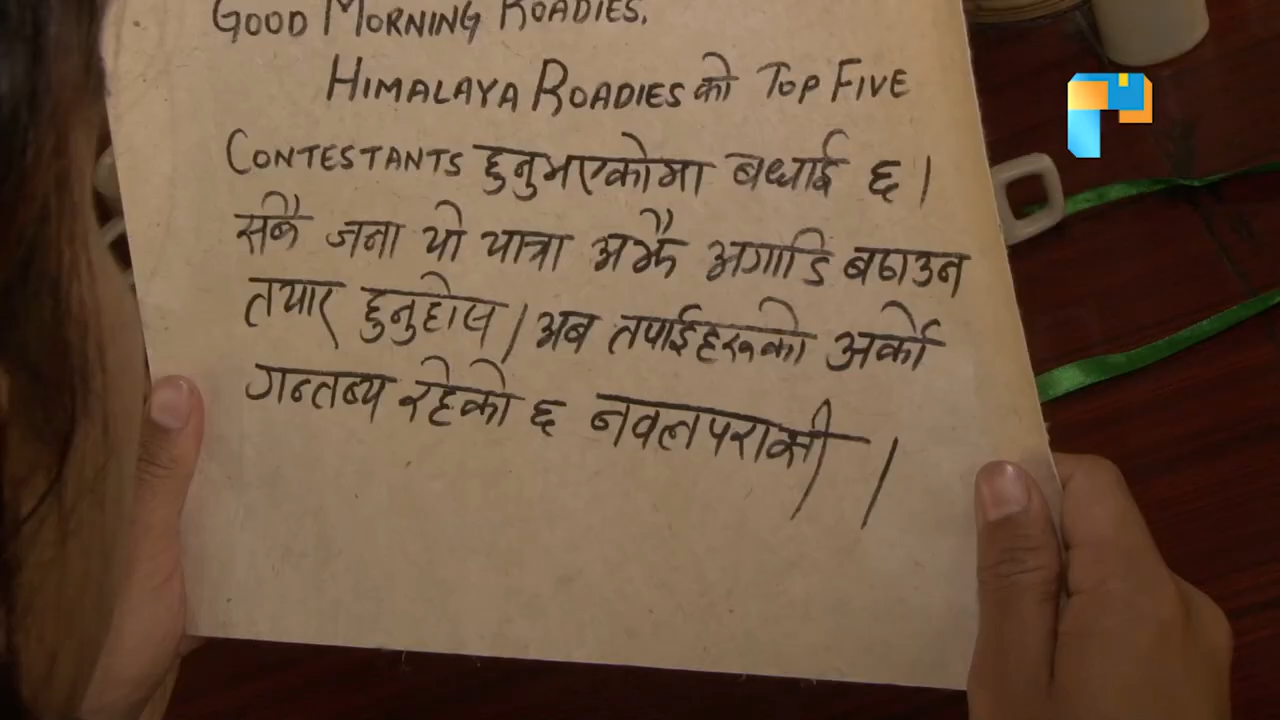 GOOD MORNING ROADIES,
HIMALAYA ROADIES को TOP FIVE
CONTESTANTS हुनुभएकोमा बधाई छ।
सबै जना यो यात्रा अझै अगाडि बढाउन
तयार हुनुहोस। अब तपाईहरूको अर्को
गन्तब्य रहेको छ नवलपरासी।